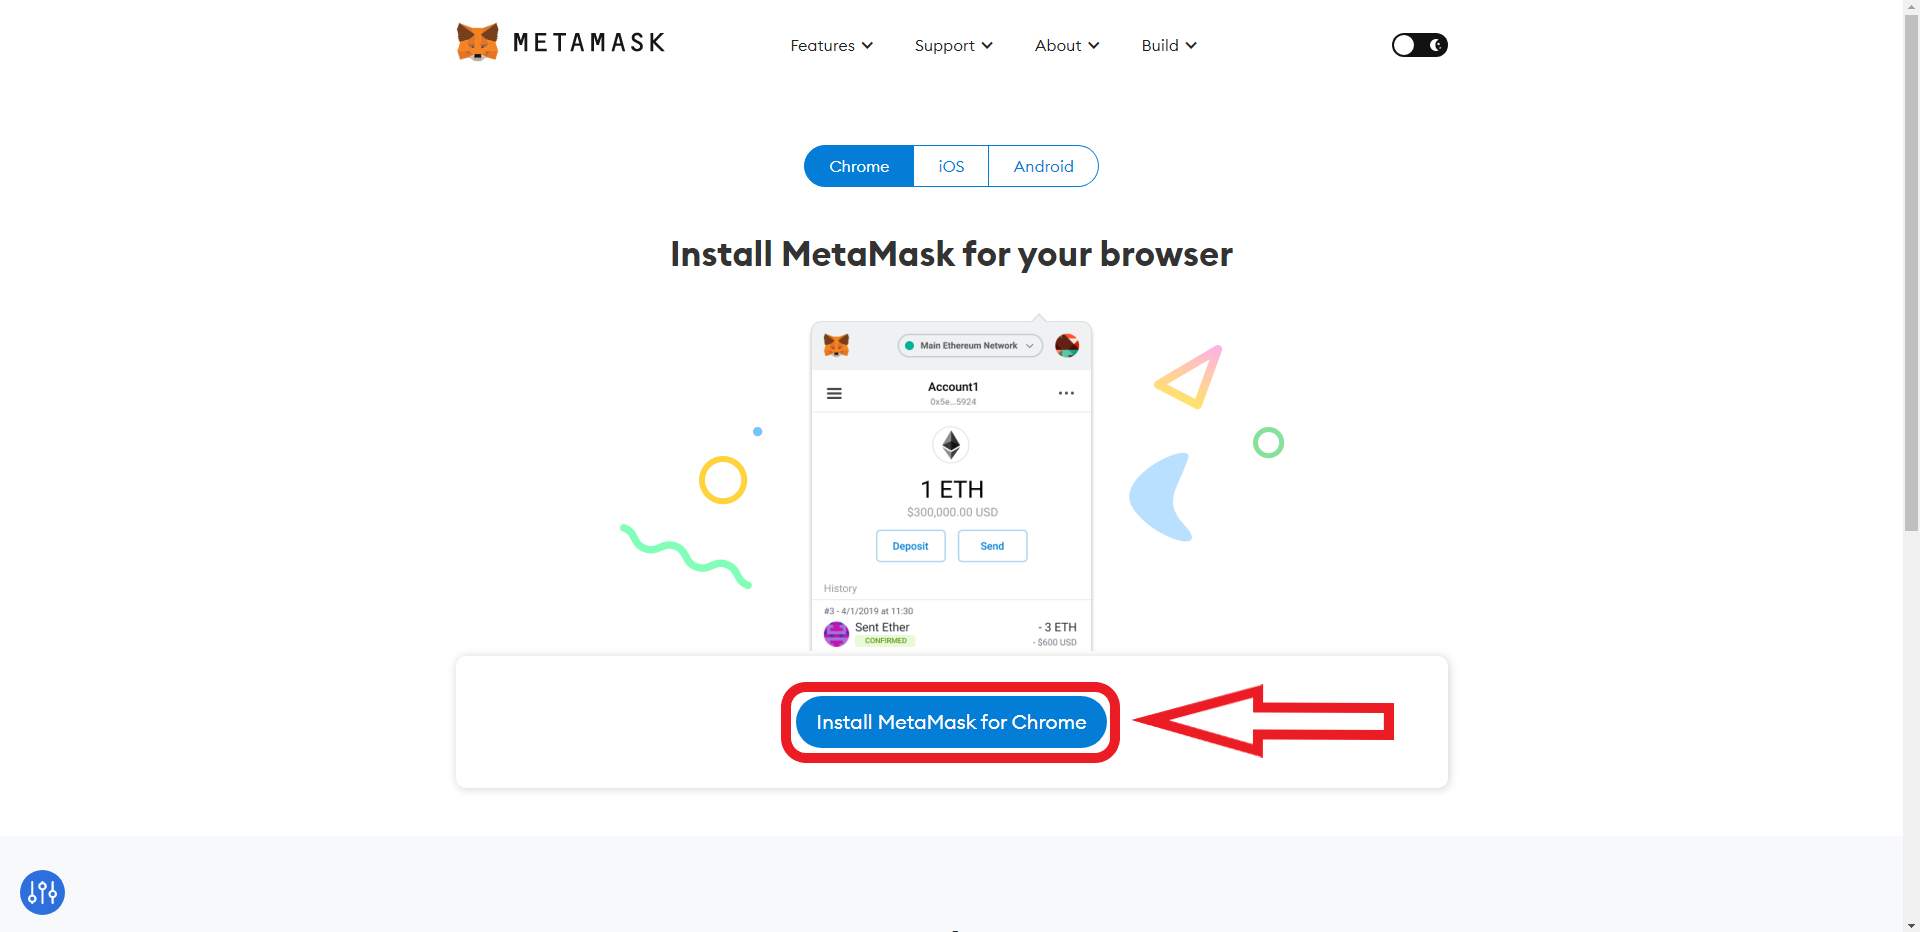 METAMASK
Features Support About Build
Chrome iOS Android
Install MetaMask for your browser
Main Ethereum Network
Account1
0x5e...5924
1 ETH
$300,000.00 USD
Deposit Send
History
#3 - 4/1/2019 at 11:30
Sent Ether - 3 ETH
CONFIRMED - $600 USD
Install MetaMask for Chrome